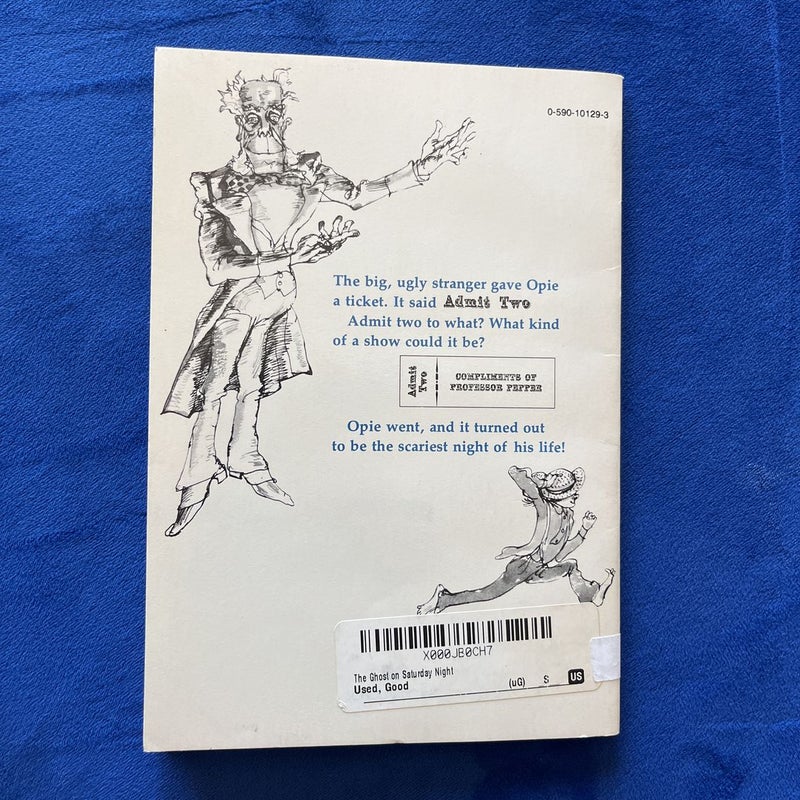 0-590-10129-3
The big, ugly stranger gave Opie
a ticket. It said Admit Two
Admit two to what? What kind
of a show could it be?
Admit
Two
COMPLIMENTS OF
PROFESSOR PEPPER
Opie went, and it turned out
to be the scariest night of his life!
X000JB0CH7
The Ghost on Saturday Night
Used, Good
(uG) S US